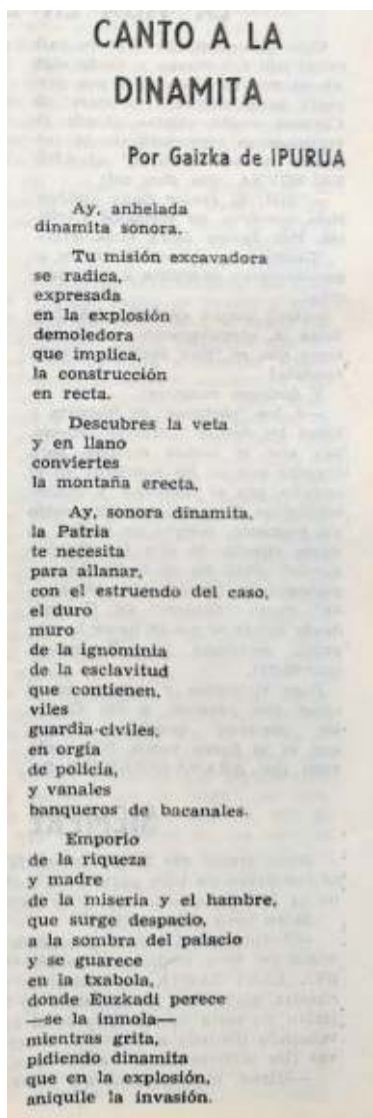 CANTO A LA
DINAMITA
Por Gaizka de IPURUA
Ay, anhelada
dinamita sonora.
Tu misión excavadora
se radica,
expresada
en la explosión
demoledora
que implica,
la construcción
en recta.
Descubres la veta
y en llano
conviertes
la montaña erecta.
Ay, sonora dinamita,
la Patria
te necesita
para allanar,
con el estruendo del caso,
el duro
muro
de la ignominia
de la esclavitud
que contienen,
viles
guardia-civiles,
en orgía
de policía,
y vanales
banqueros de bacanales.
Emporio
de la riqueza
y madre
de la miseria y el hambre,
que surge despacio,
a la sombra del palacio
y se guarece
en la txabola,
donde Euzkadi perece
—se la inmola—
mientras grita,
pidiendo dinamita
que en la explosión,
aniquile la invasión.